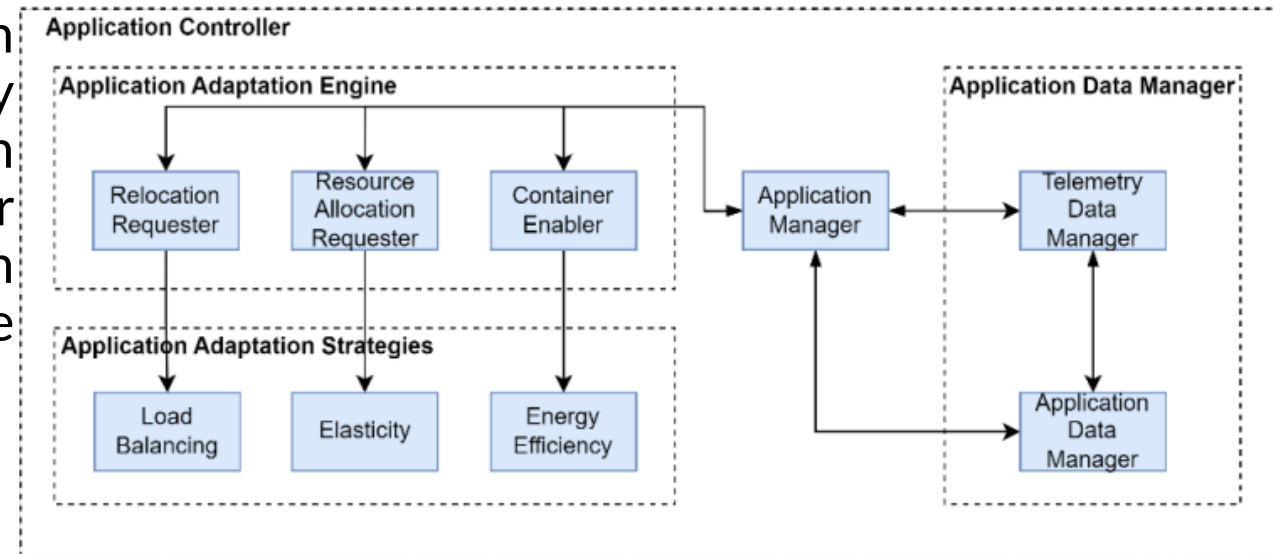 n
y
n
r
n
e
Application Controller
Application Adaptation Engine
Application Data Manager
Relocation
Requester
Resource
Allocation
Requester
Container
Enabler
Application
Manager
Telemetry
Data
Manager
Application Adaptation Strategies
Load
Balancing
Elasticity
Energy
Efficiency
Application
Data
Manager